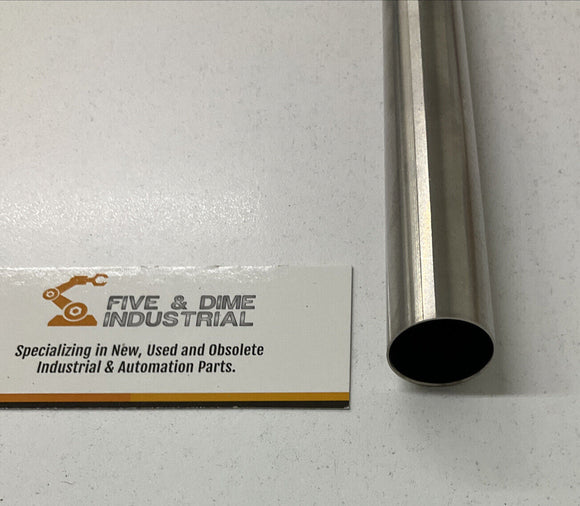 FIVE & DIME
INDUSTRIAL
Specializing in New, Used and Obsolete
Industrial & Automation Parts.